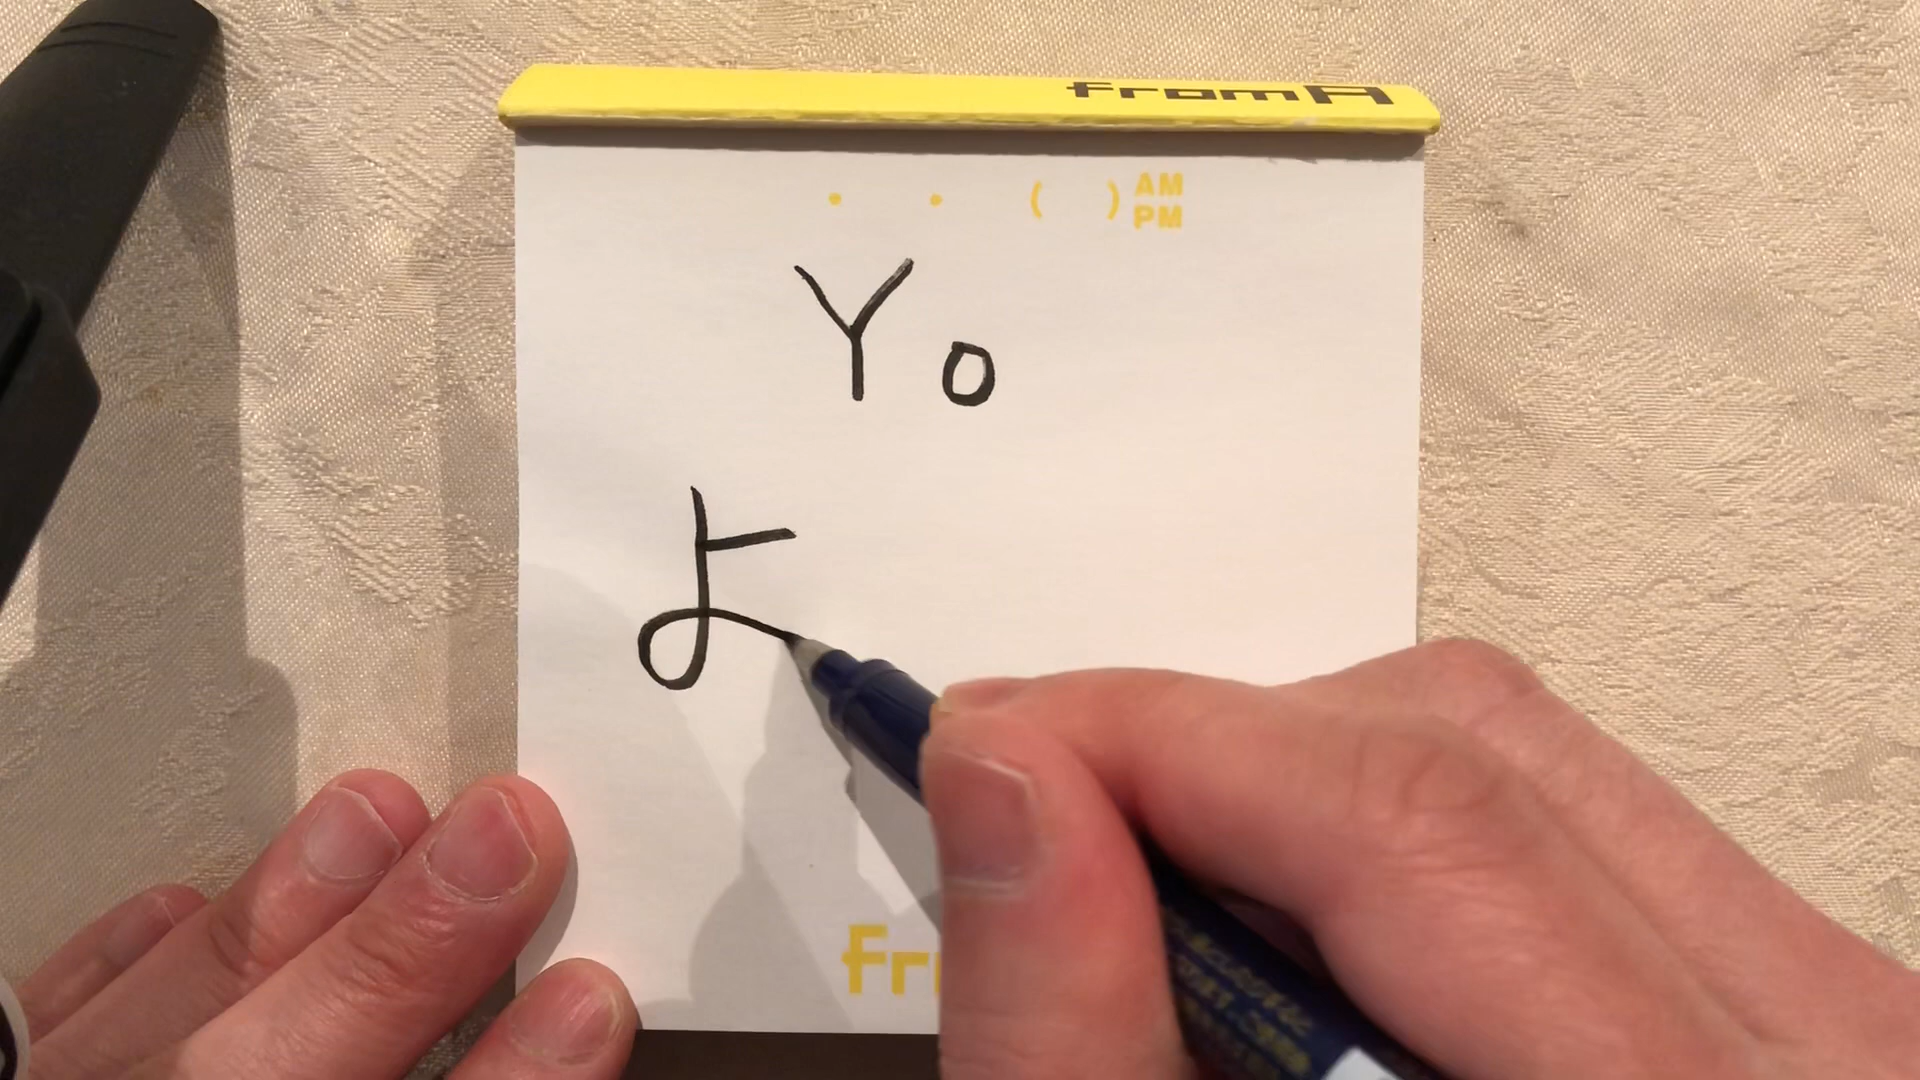 fromA
. . ( ) AM
PM
Yo
よ